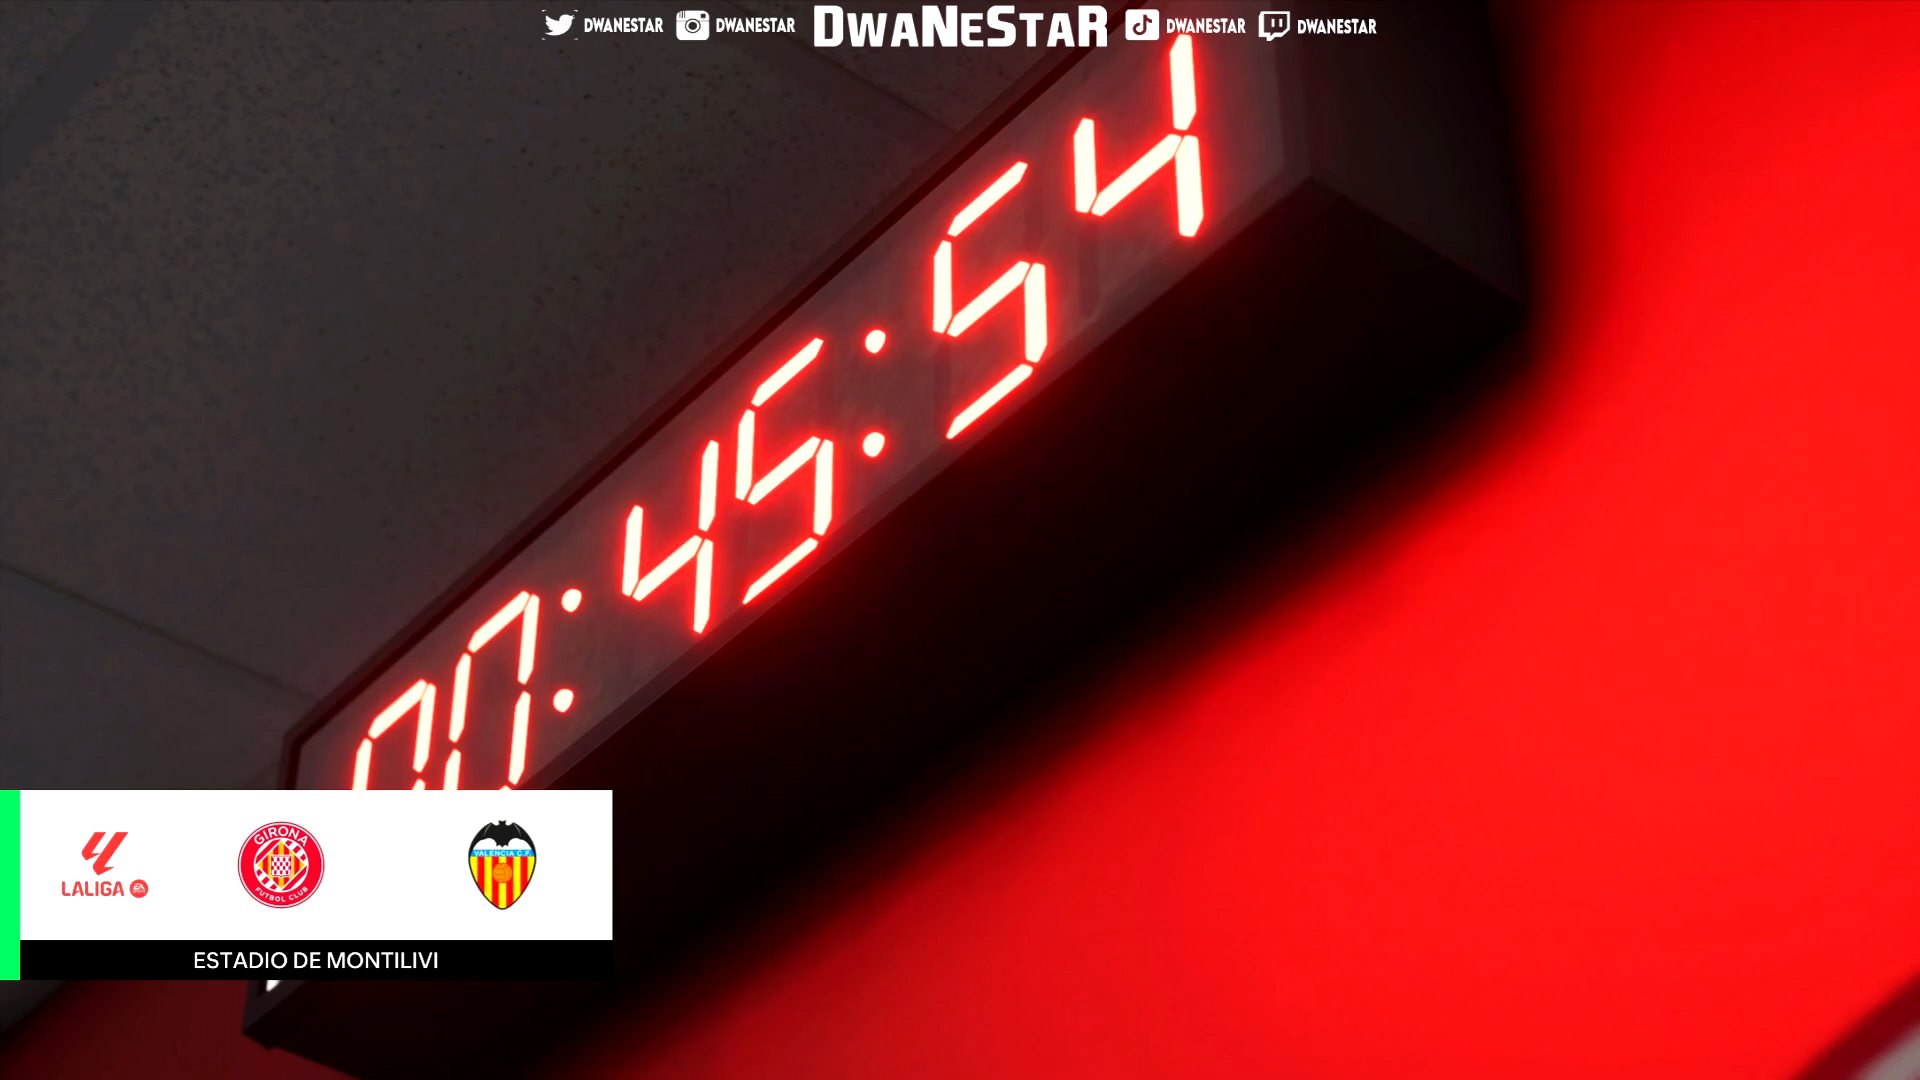 DWANESTAR DWANESTAR DWANESTAR DWANESTAR DWANESTAR
00:45:54
LALIGA EA
GIRONA
FUTBOL CLUB
VALENCIA C.F
ESTADIO DE MONTILIVI